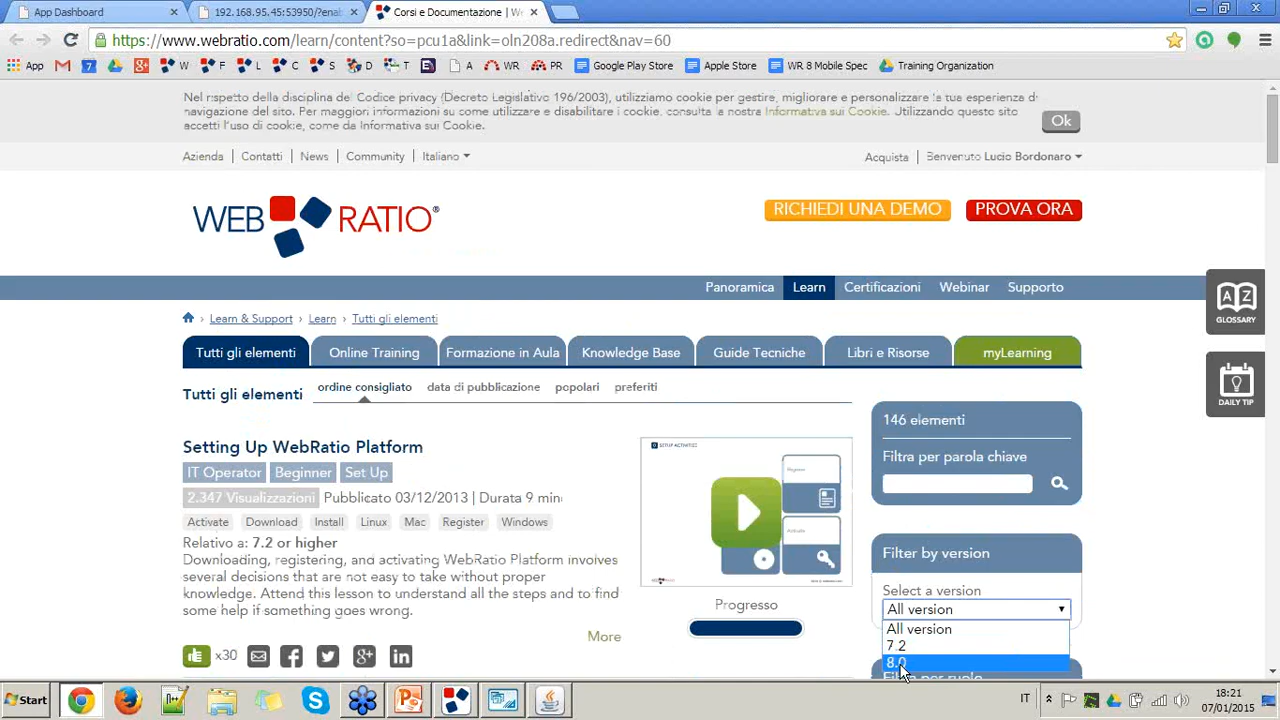 App Dashboard
192.168.95.45:53950/?enab
Corsi e Documentazione | We
https://www.webratio.com/learn/content?so=pcu1a&link=oln208a.redirect&nav=60
App
W
F
L
C
S
D
T
A
WR
PR
Google Play Store
Apple Store
WR 8 Mobile Spec
Training Organization
Nel rispetto della disciplina del Codice privacy (Decreto Legislativo 196/2003), utilizziamo cookie per gestire, migliorare e personalizzare la tua esperienza di
navigazione del sito. Per maggiori informazioni su come utilizzare e disabilitare i cookie, consulta la nostra Informativa sui Cookie. Utilizzando questo sito
accetti l'uso di cookie, come da Informativa sui Cookie.
Ok
Azienda | Contatti | News | Community | Italiano
Acquista | Benvenuto Lucio Bordonaro
WEB RATIO®
RICHIEDI UNA DEMO
PROVA ORA
Panoramica
Learn
Certificazioni
Webinar
Supporto
GLOSSARY
DAILY TIP
› Learn & Support › Learn › Tutti gli elementi
Tutti gli elementi
Online Training
Formazione in Aula
Knowledge Base
Guide Tecniche
Libri e Risorse
myLearning
Tutti gli elementi
ordine consigliato
data di pubblicazione
popolari
preferiti
Setting Up WebRatio Platform
IT Operator
Beginner
Set Up
2.347 Visualizzazioni
Pubblicato 03/12/2013 | Durata 9 min
Activate
Download
Install
Linux
Mac
Register
Windows
Relativo a: 7.2 or higher
Downloading, registering, and activating WebRatio Platform involves
several decisions that are not easy to take without proper
knowledge. Attend this lesson to understand all the steps and to find
some help if something goes wrong.
More
x30
SETUP ACTIVITIES
Progresso
146 elementi
Filtra per parola chiave
Filter by version
Select a version
All version
All version
7.2
8.0
Filtra per ruolo
Start
IT
18:21
07/01/2015